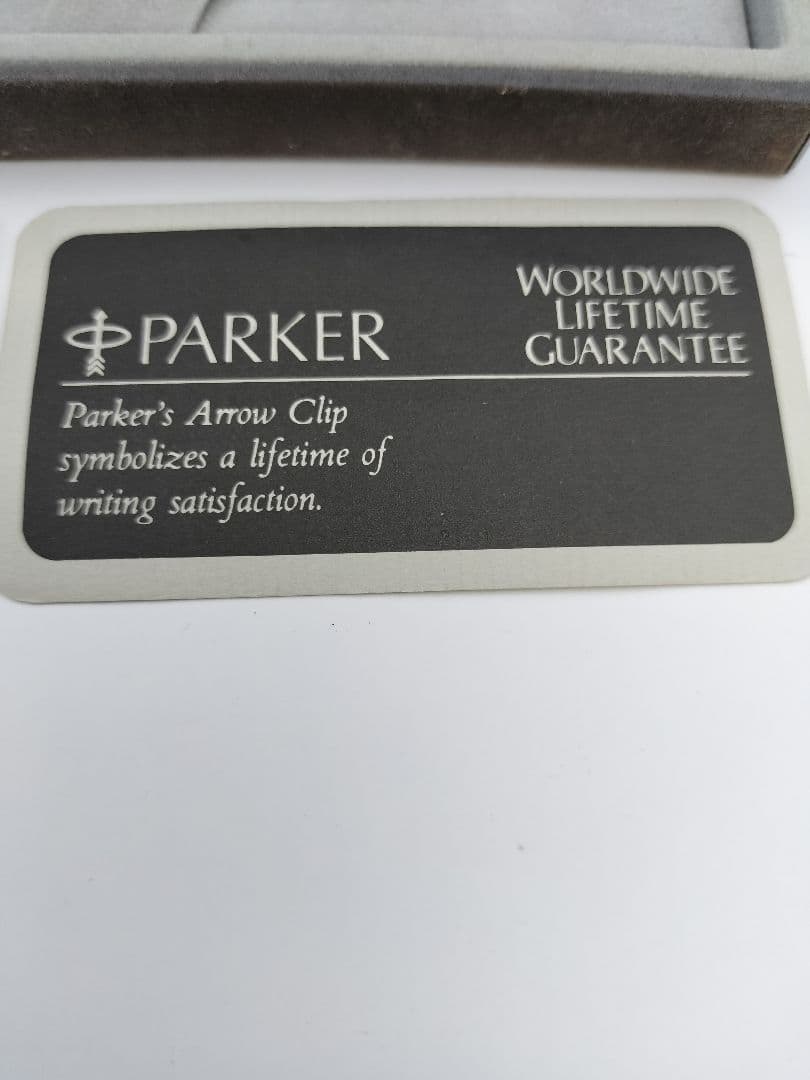 PARKER
WORLDWIDE
LIFETIME
GUARANTEE
Parker's Arrow Clip
symbolizes a lifetime of
writing satisfaction.